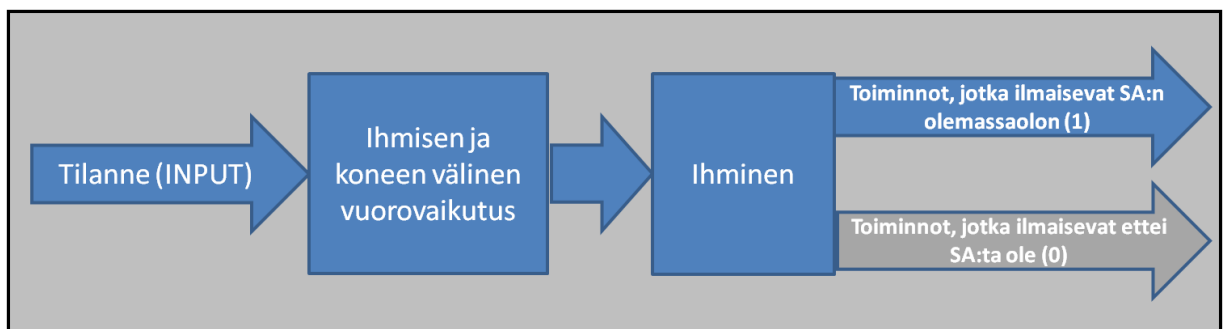 Tilanne (INPUT)
Ihmisen ja
koneen välinen
vuorovaikutus
Ihminen
Toiminnot, jotka ilmaisevat SA:n
olemassaolon (1)
Toiminnot, jotka ilmaisevat ettei
SA:ta ole (0)